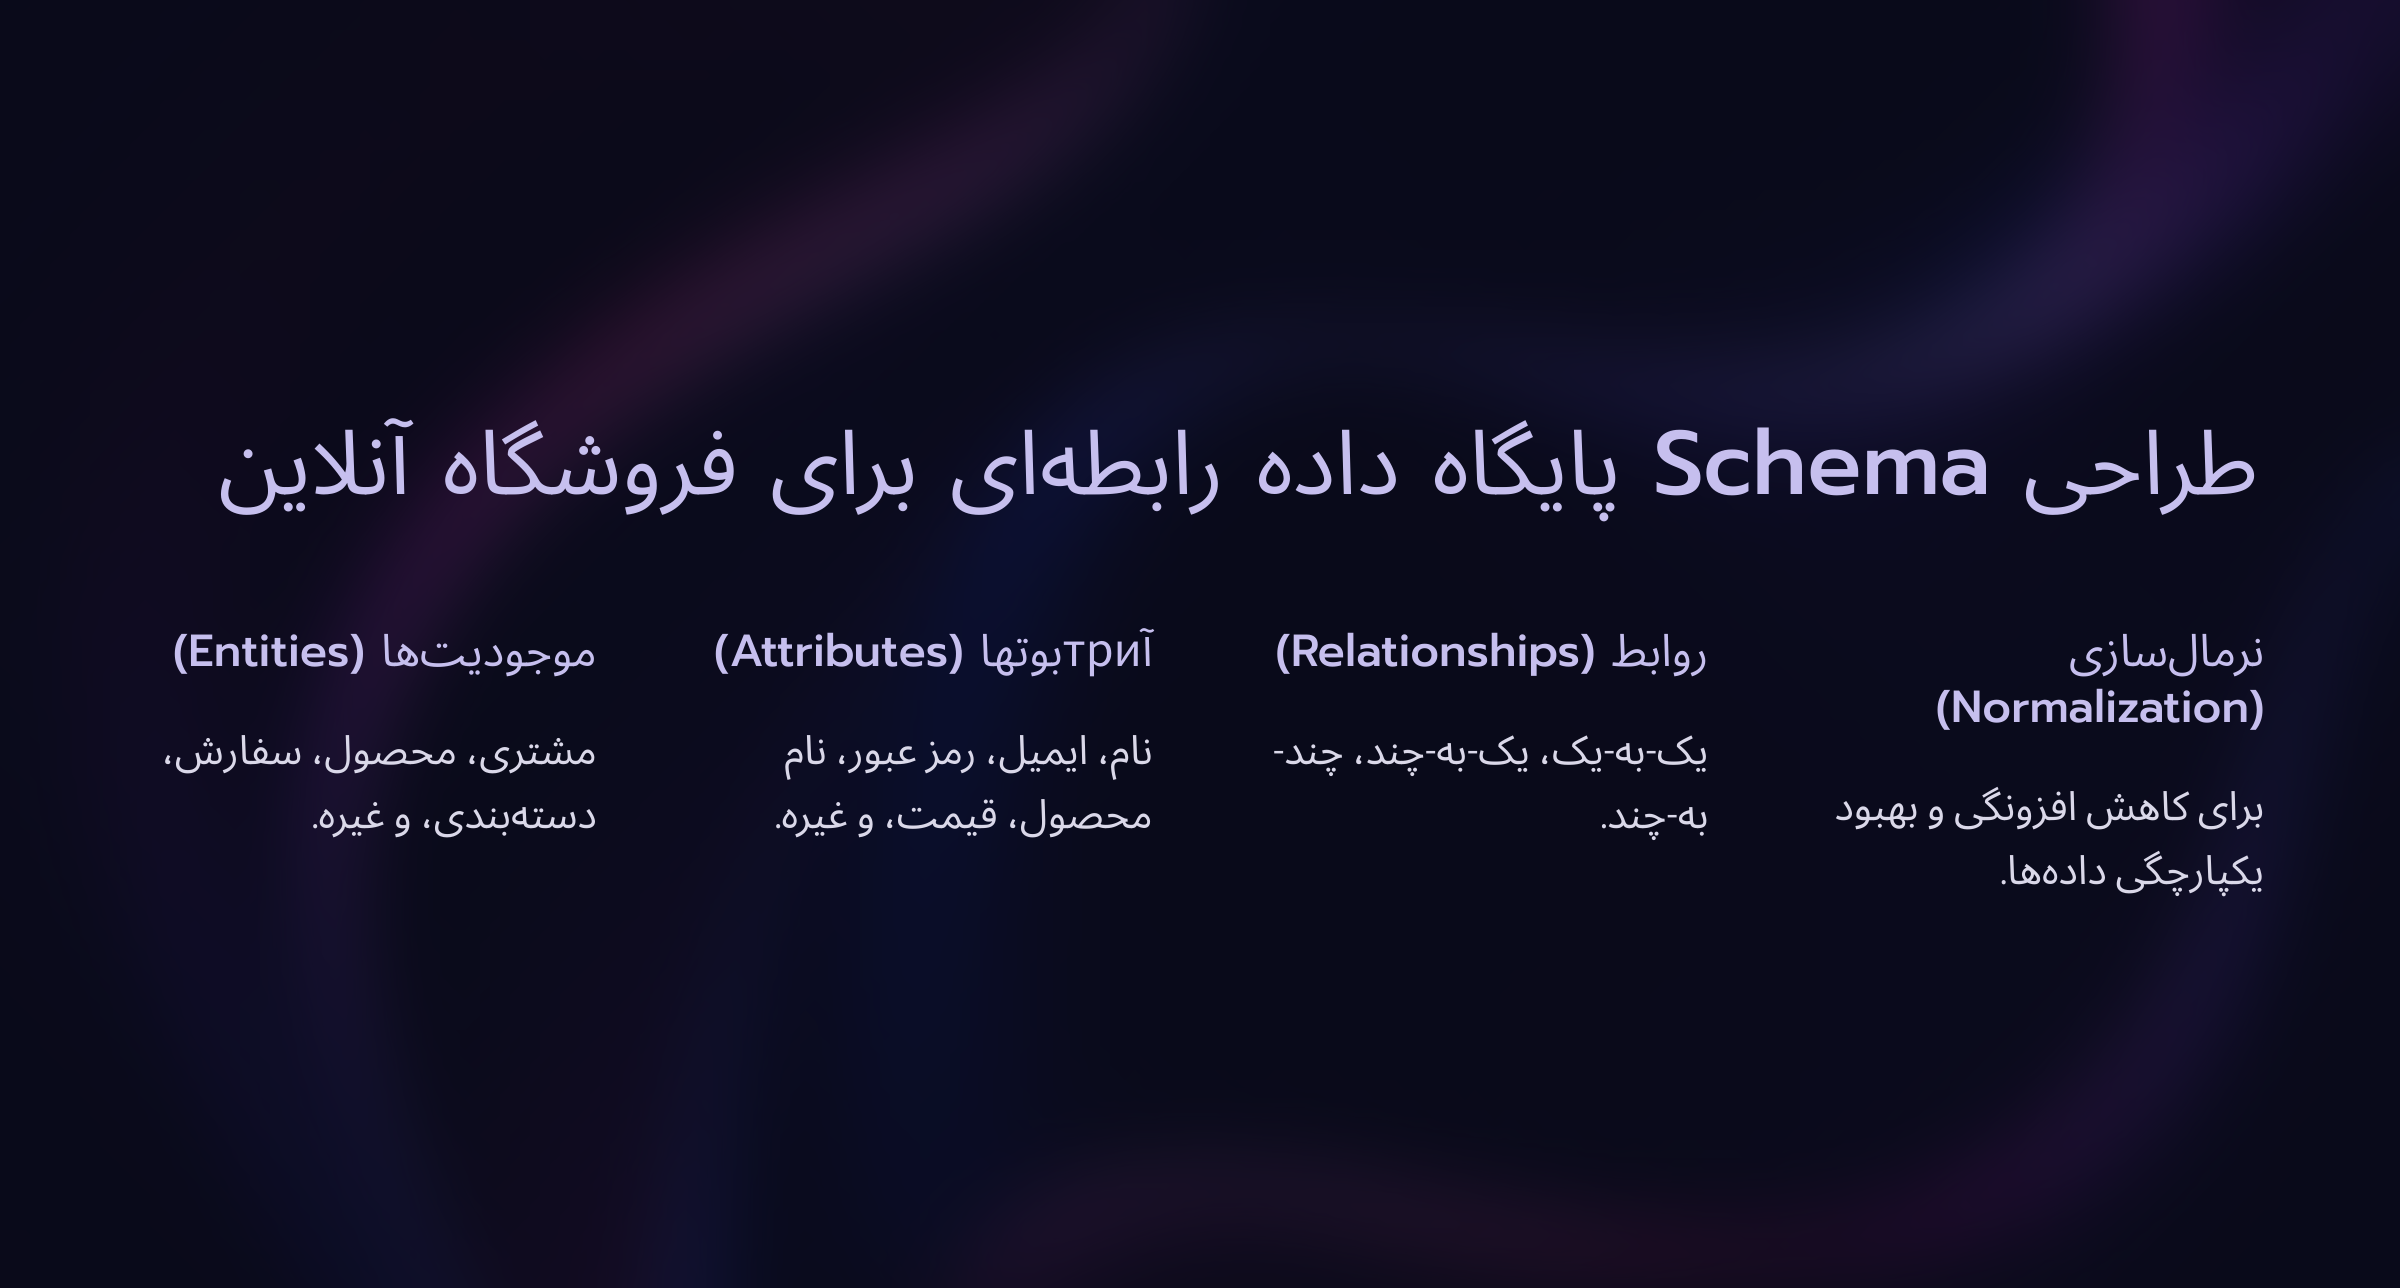 طراحی Schema پایگاه داده رابطه‌ای برای فروشگاه آنلاین
نرمال‌سازی
(Normalization)
برای کاهش افزونگی و بهبود
یکپارچگی داده‌ها.
روابط (Relationships)
یک-به-یک، یک-به-چند، چند-
به-چند.
آтриبوتها (Attributes)
نام، ایمیل، رمز عبور، نام
محصول، قیمت، و غیره.
موجودیت‌ها (Entities)
مشتری، محصول، سفارش،
دسته‌بندی، و غیره.